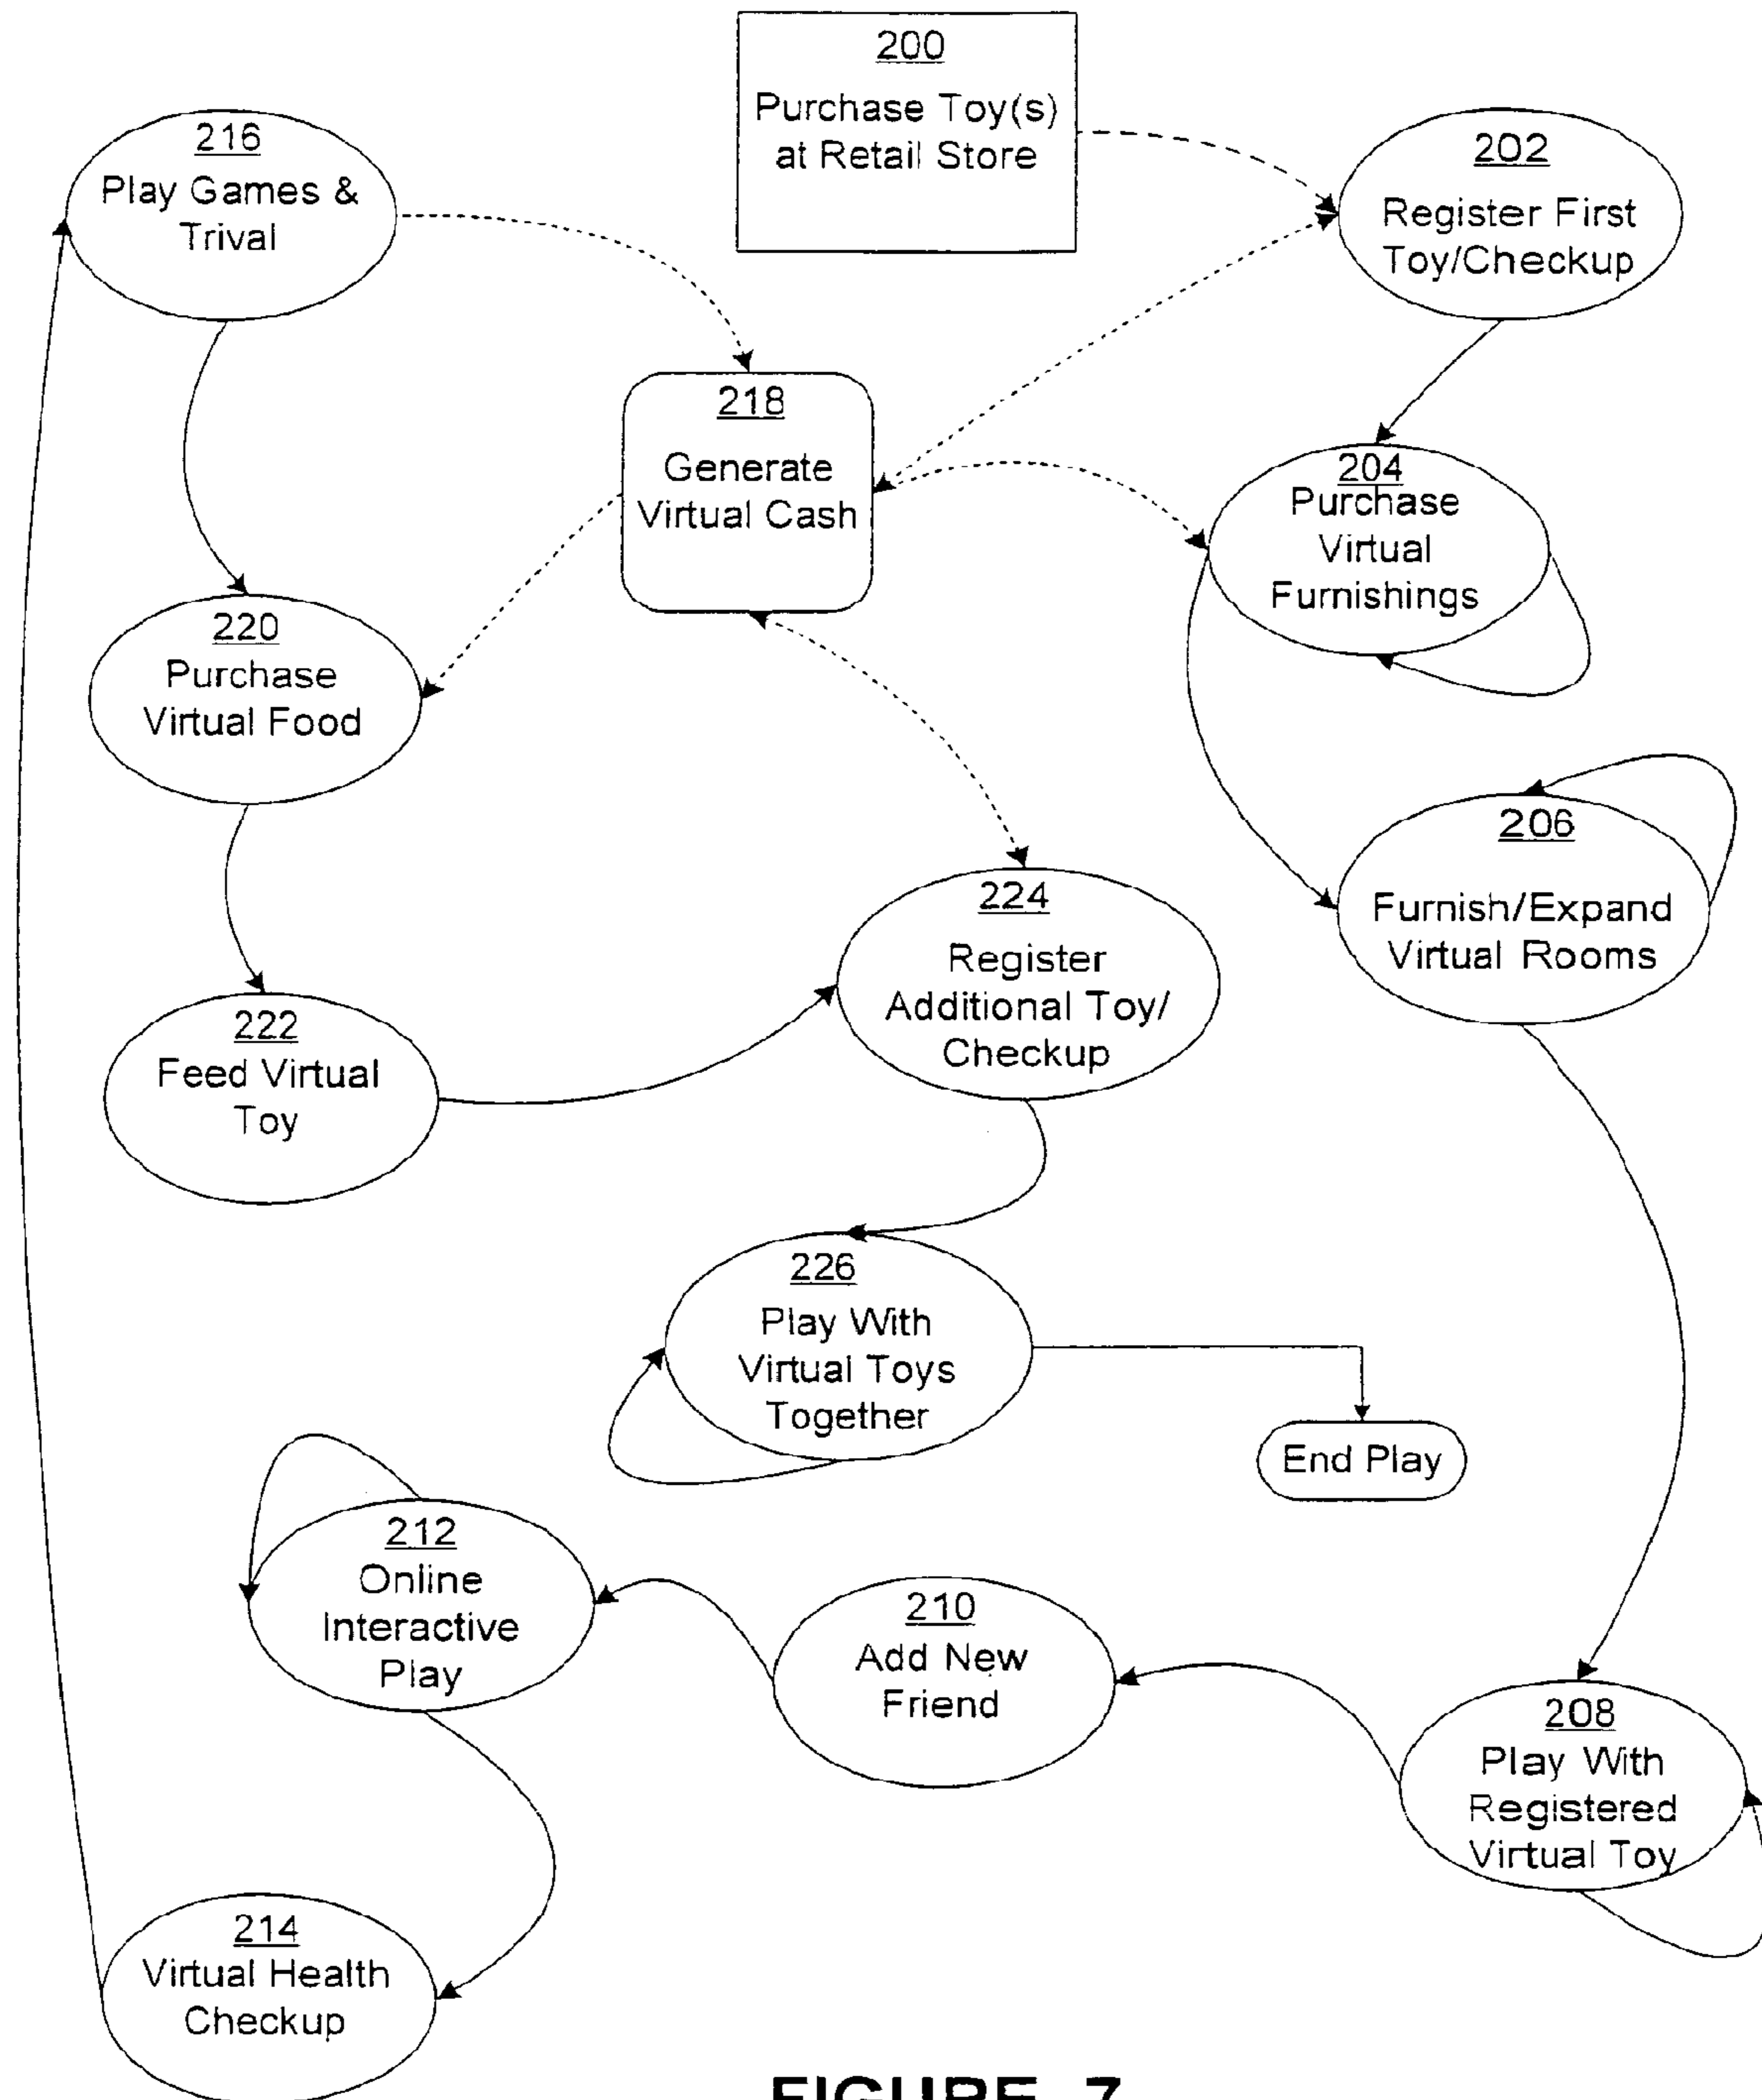 200
Purchase Toy(s)
at Retail Store
216
Play Games &
Trival
202
Register First
Toy/Checkup
218
Generate
Virtual Cash
204
Purchase
Virtual
Furnishings
220
Purchase
Virtual Food
206
Furnish/Expand
Virtual Rooms
224
Register
Additional Toy/
Checkup
222
Feed Virtual
Toy
226
Play With
Virtual Toys
Together
End Play
212
Online
Interactive
Play
210
Add New
Friend
208
Play With
Registered
Virtual Toy
214
Virtual Health
Checkup
FIGURE 7